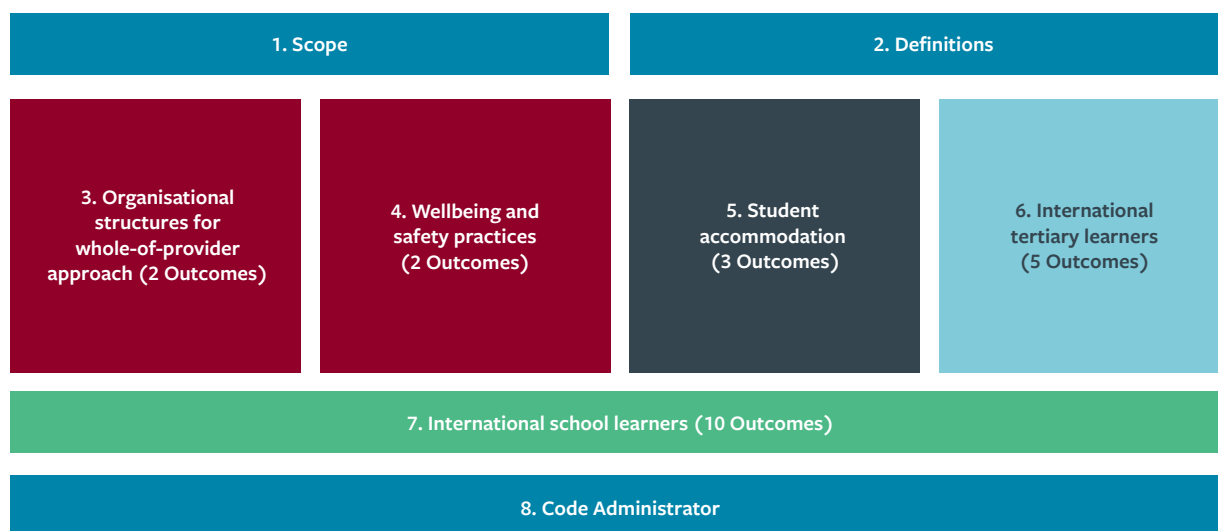 1. Scope
2. Definitions
3. Organisational
structures for
whole-of-provider
approach (2 Outcomes)
4. Wellbeing and
safety practices
(2 Outcomes)
5. Student
accommodation
(3 Outcomes)
6. International
tertiary learners
(5 Outcomes)
7. International school learners (10 Outcomes)
8. Code Administrator